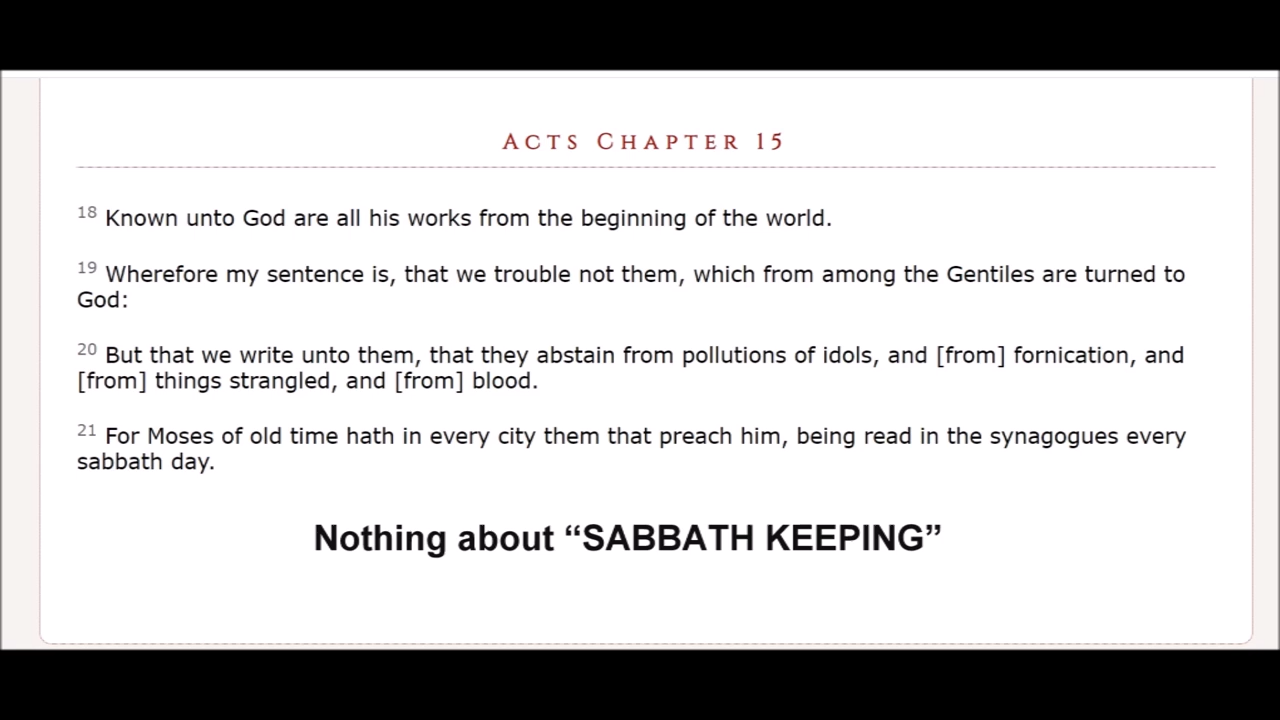 Acts Chapter 15
18 Known unto God are all his works from the beginning of the world.
19 Wherefore my sentence is, that we trouble not them, which from among the Gentiles are turned to
God:
20 But that we write unto them, that they abstain from pollutions of idols, and [from] fornication, and
[from] things strangled, and [from] blood.
21 For Moses of old time hath in every city them that preach him, being read in the synagogues every
sabbath day.
Nothing about “SABBATH KEEPING”